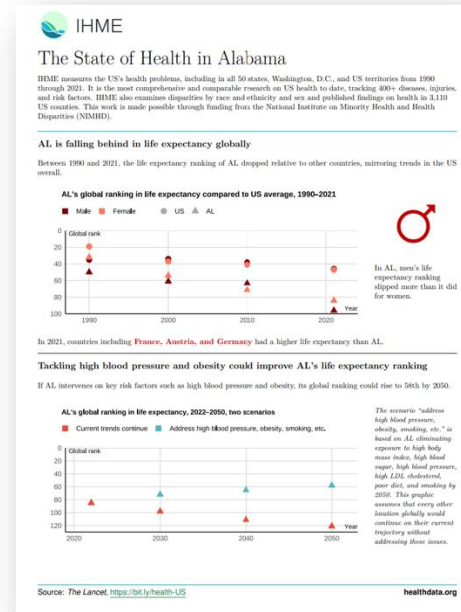 IHME
The State of Health in Alabama
IHME measures the US's health problems, including in all 50 states, Washington, D.C., and US territories from 1990
through 2021. It is the most comprehensive and comparable research on US health to date, tracking 400+ diseases, injuries,
and risk factors. IHME also examines disparities by race and ethnicity and sex and published findings on health in 3,110
US counties. This work is made possible through funding from the National Institute on Minority Health and Health
Disparities (NIMHD).
AL is falling behind in life expectancy globally
Between 1990 and 2021, the life expectancy ranking of AL dropped relative to other countries, mirroring trends in the US
overall.
AL's global ranking in life expectancy compared to US average, 1990–2021
Male Female US AL
Global rank
0
20
40
60
80
100
1990 2000 2010 2020
Year
In AL, men's life
expectancy ranking
slipped more than it did
for women.
In 2021, countries including France, Austria, and Germany had a higher life expectancy than AL.
Tackling high blood pressure and obesity could improve AL's life expectancy ranking
If AL intervenes on key risk factors such as high blood pressure and obesity, its global ranking could rise to 58th by 2050.
AL's global ranking in life expectancy, 2022–2050, two scenarios
Current trends continue Address high blood pressure, obesity, smoking, etc.
Global rank
0
20
40
60
80
100
120
2020 2030 2040 2050
Year
The scenario "address
high blood pressure,
obesity, smoking, etc." is
based on AL eliminating
exposure to high body
mass index, high blood
sugar, high blood pressure,
high LDL cholesterol,
poor diet, and smoking by
2050. This graphic
assumes that every other
location globally would
continue on their current
trajectory without
addressing these issues.
Source: The Lancet, https://bit.ly/health-US
healthdata.org